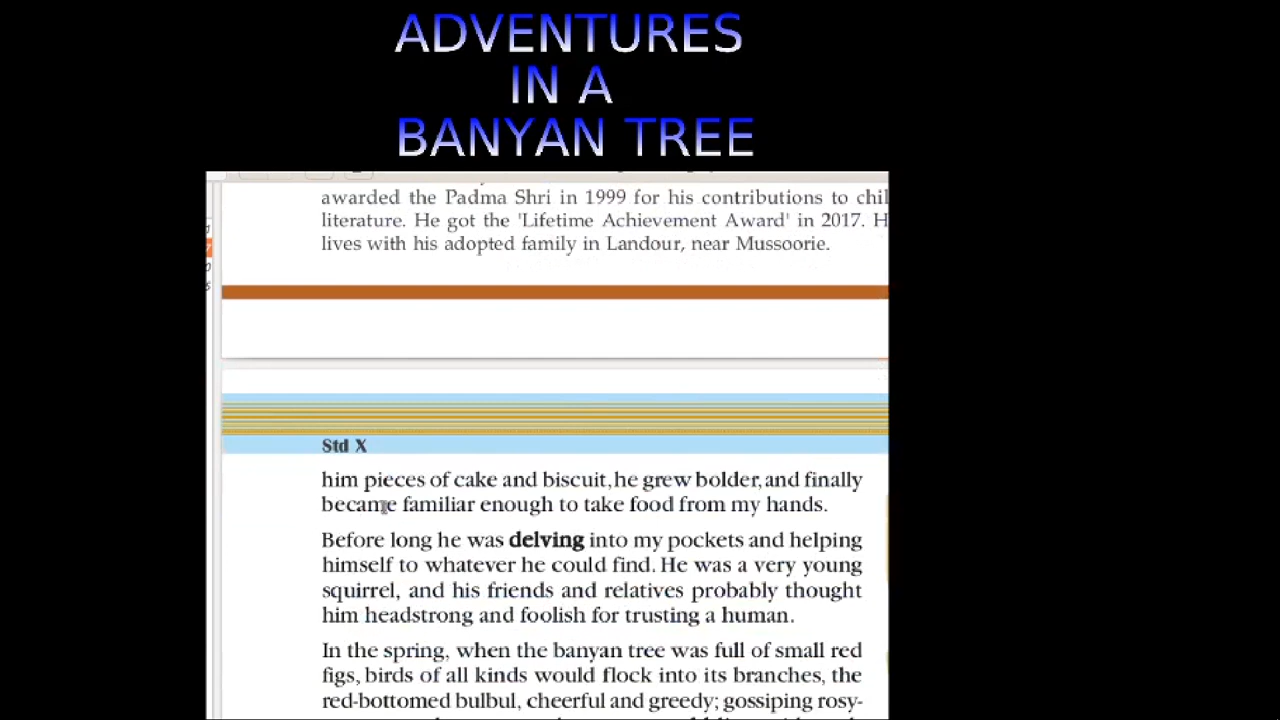 ADVENTURES
IN A
BANYAN TREE
awarded the Padma Shri in 1999 for his contributions to chil
literature. He got the 'Lifetime Achievement Award' in 2017. H
lives with his adopted family in Landour, near Mussoorie.
Std X
him pieces of cake and biscuit, he grew bolder, and finally
became familiar enough to take food from my hands.
Before long he was delving into my pockets and helping
himself to whatever he could find. He was a very young
squirrel, and his friends and relatives probably thought
him headstrong and foolish for trusting a human.
In the spring, when the banyan tree was full of small red
figs, birds of all kinds would flock into its branches, the
red-bottomed bulbul, cheerful and greedy; gossiping rosy-